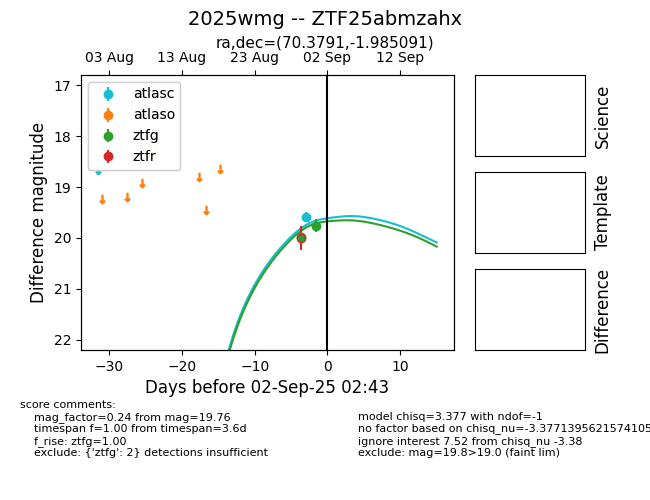 2025wmg -- ZTF25abmzahx
ra,dec=(70.3791,-1.985091)
03 Aug 13 Aug 23 Aug 02 Sep 12 Sep
atlasc
atlaso
ztfg
ztfr
17
18
19
20
21
22
Difference magnitude
−30 −20 −10 0 10
Days before 02-Sep-25 02:43
Science
Template
Difference
score comments:
mag_factor=0.24 from mag=19.76
timespan f=1.00 from timespan=3.6d
f_rise: ztfg=1.00
exclude: {'ztfg': 2} detections insufficient
model chisq=3.377 with ndof=-1
no factor based on chisq_nu=-3.3771395621574105
ignore interest 7.52 from chisq_nu -3.38
exclude: mag=19.8>19.0 (faint lim)